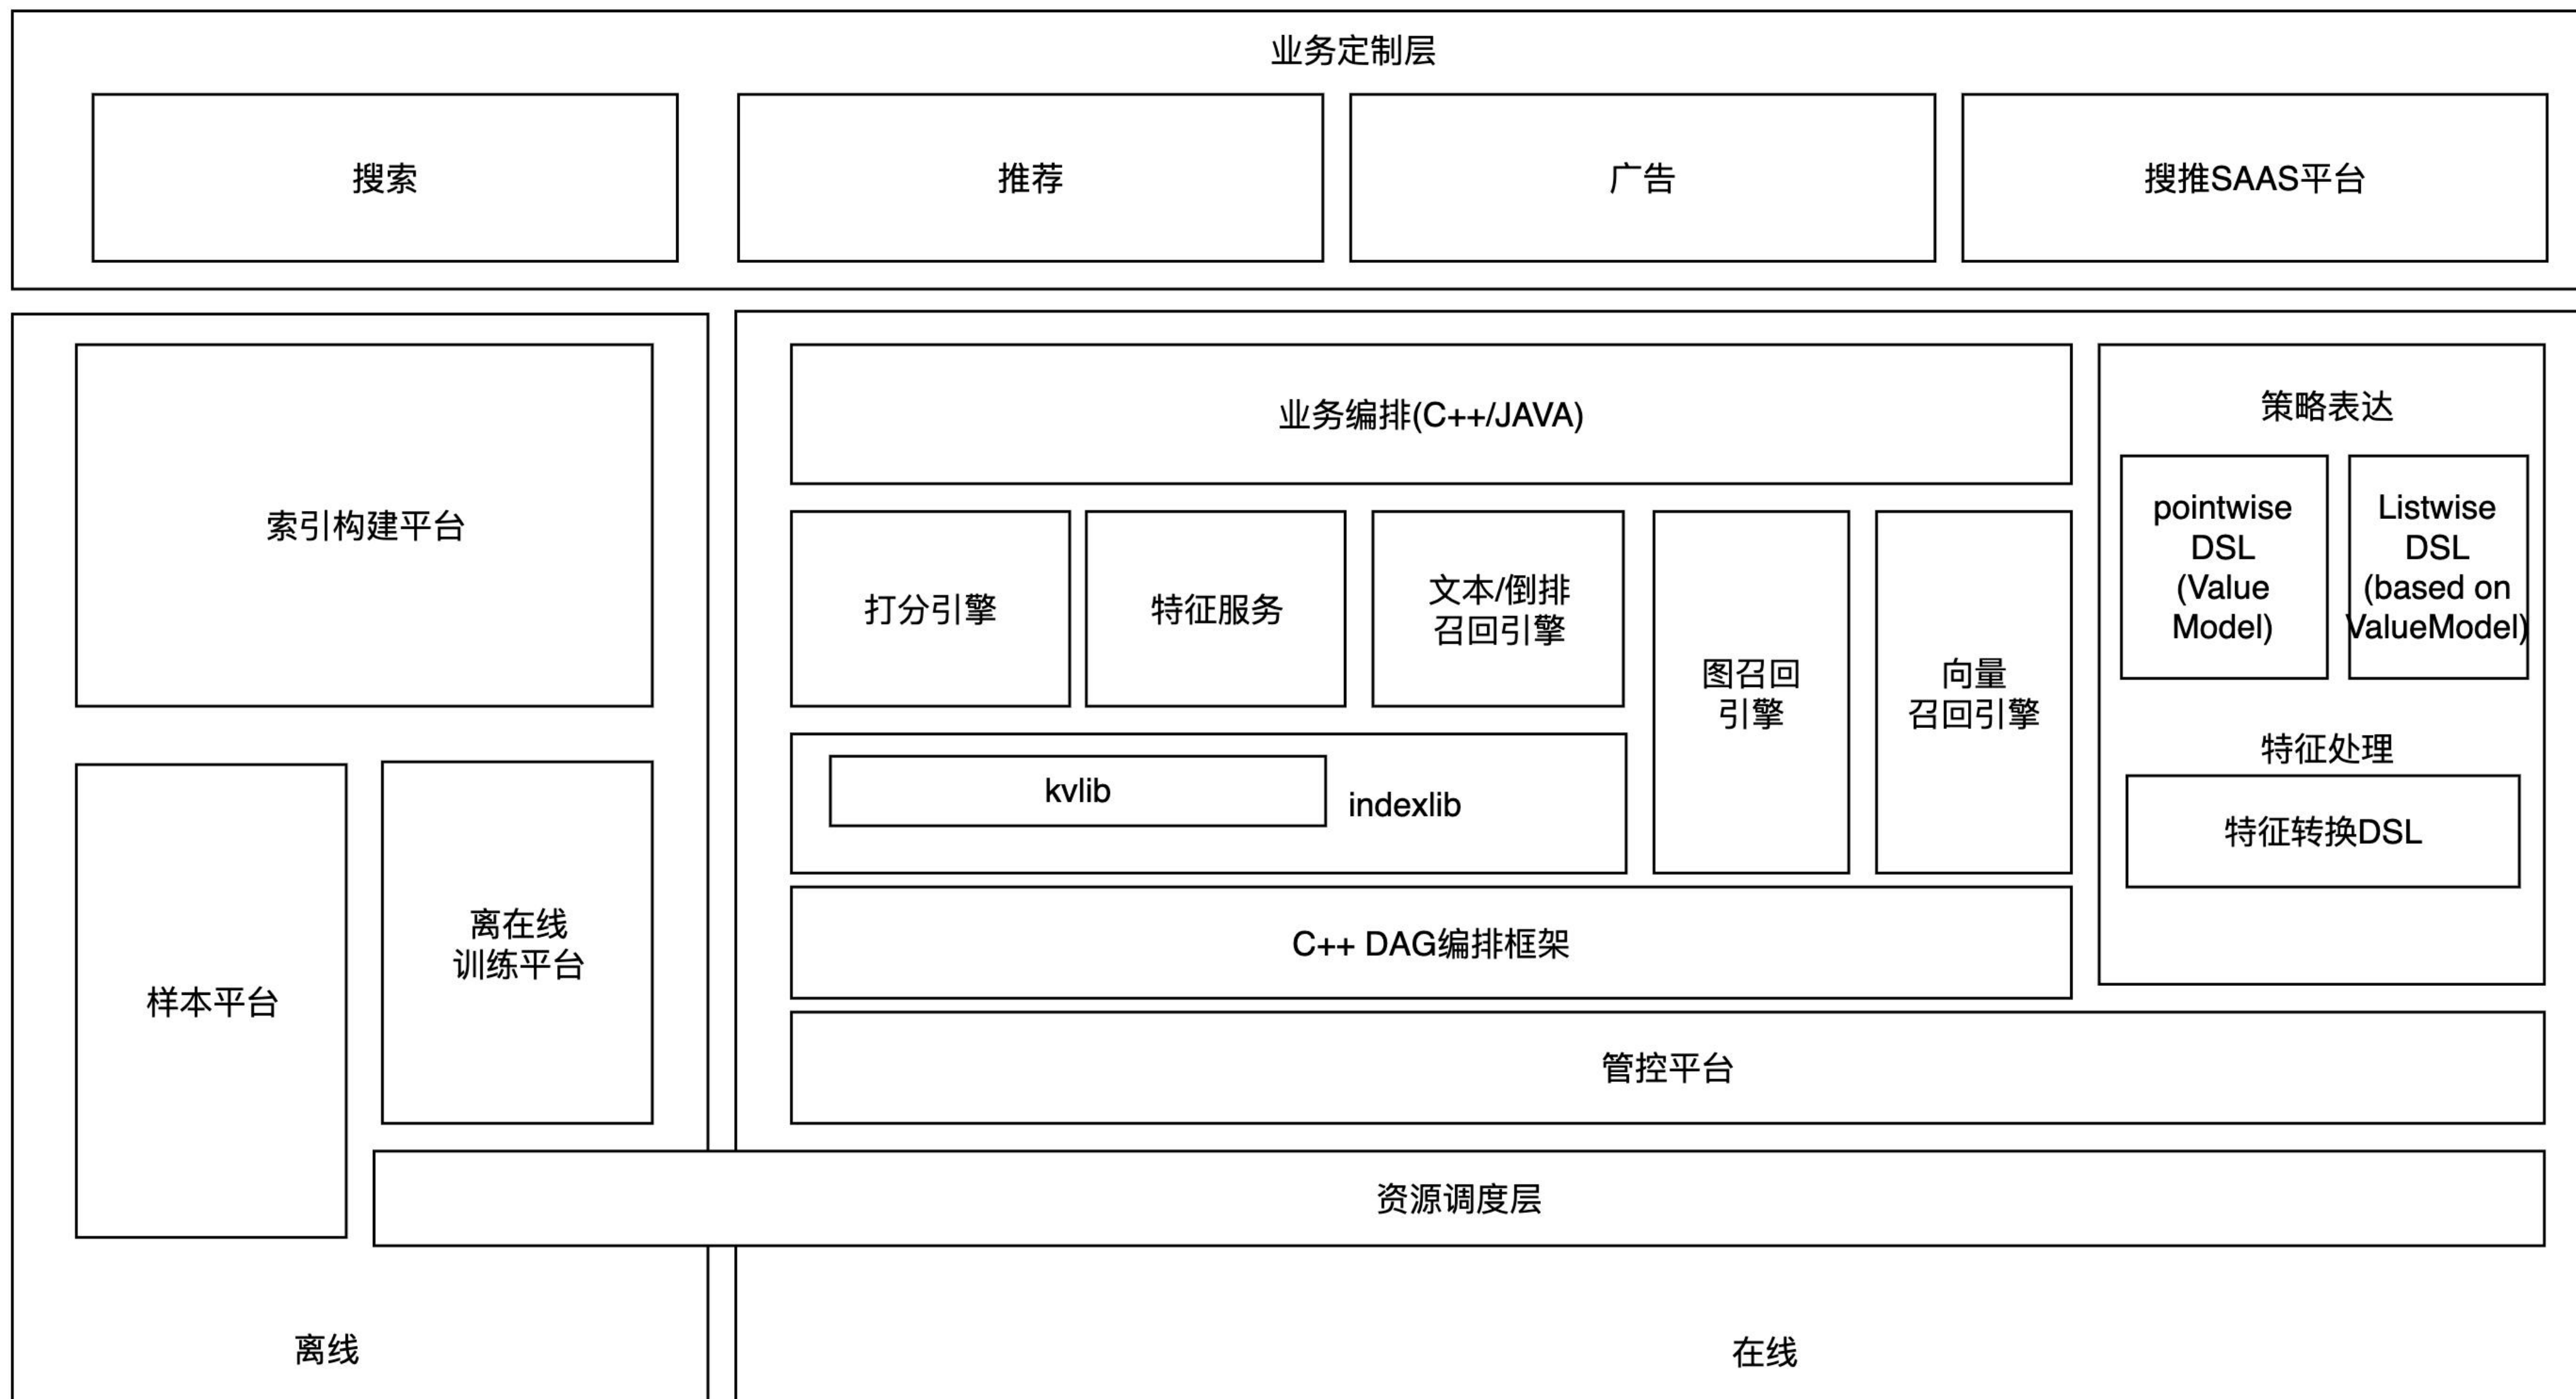 业务定制层
搜索
推荐
广告
搜推SAAS平台
索引构建平台
样本平台
离在线
训练平台
离线
业务编排(C++/JAVA)
打分引擎
特征服务
文本/倒排
召回引擎
图召回
引擎
向量
召回引擎
kvlib
indexlib
C++ DAG编排框架
策略表达
pointwise
DSL
(Value
Model)
Listwise
DSL
(based on
ValueModel)
特征处理
特征转换DSL
管控平台
资源调度层
在线